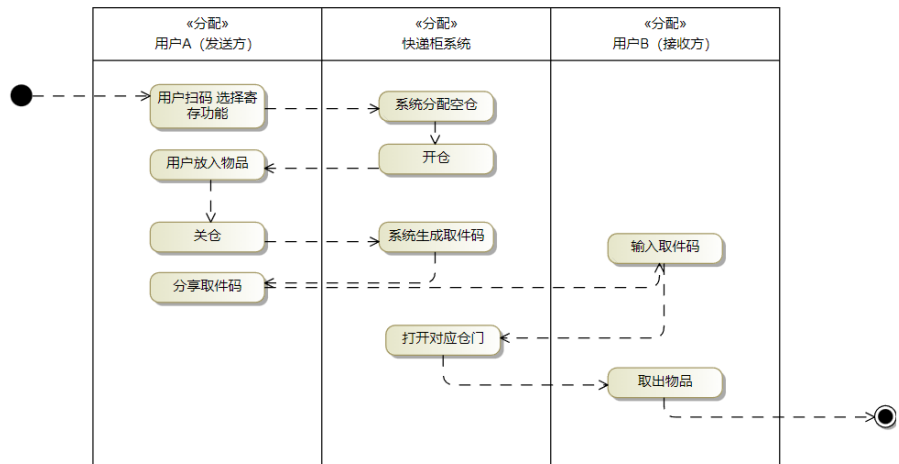 «分配»
用户A（发送方）
«分配»
快递柜系统
«分配»
用户B（接收方）
用户扫码 选择寄
存功能
系统分配空仓
开仓
用户放入物品
关仓
系统生成取件码
输入取件码
分享取件码
打开对应仓门
取出物品